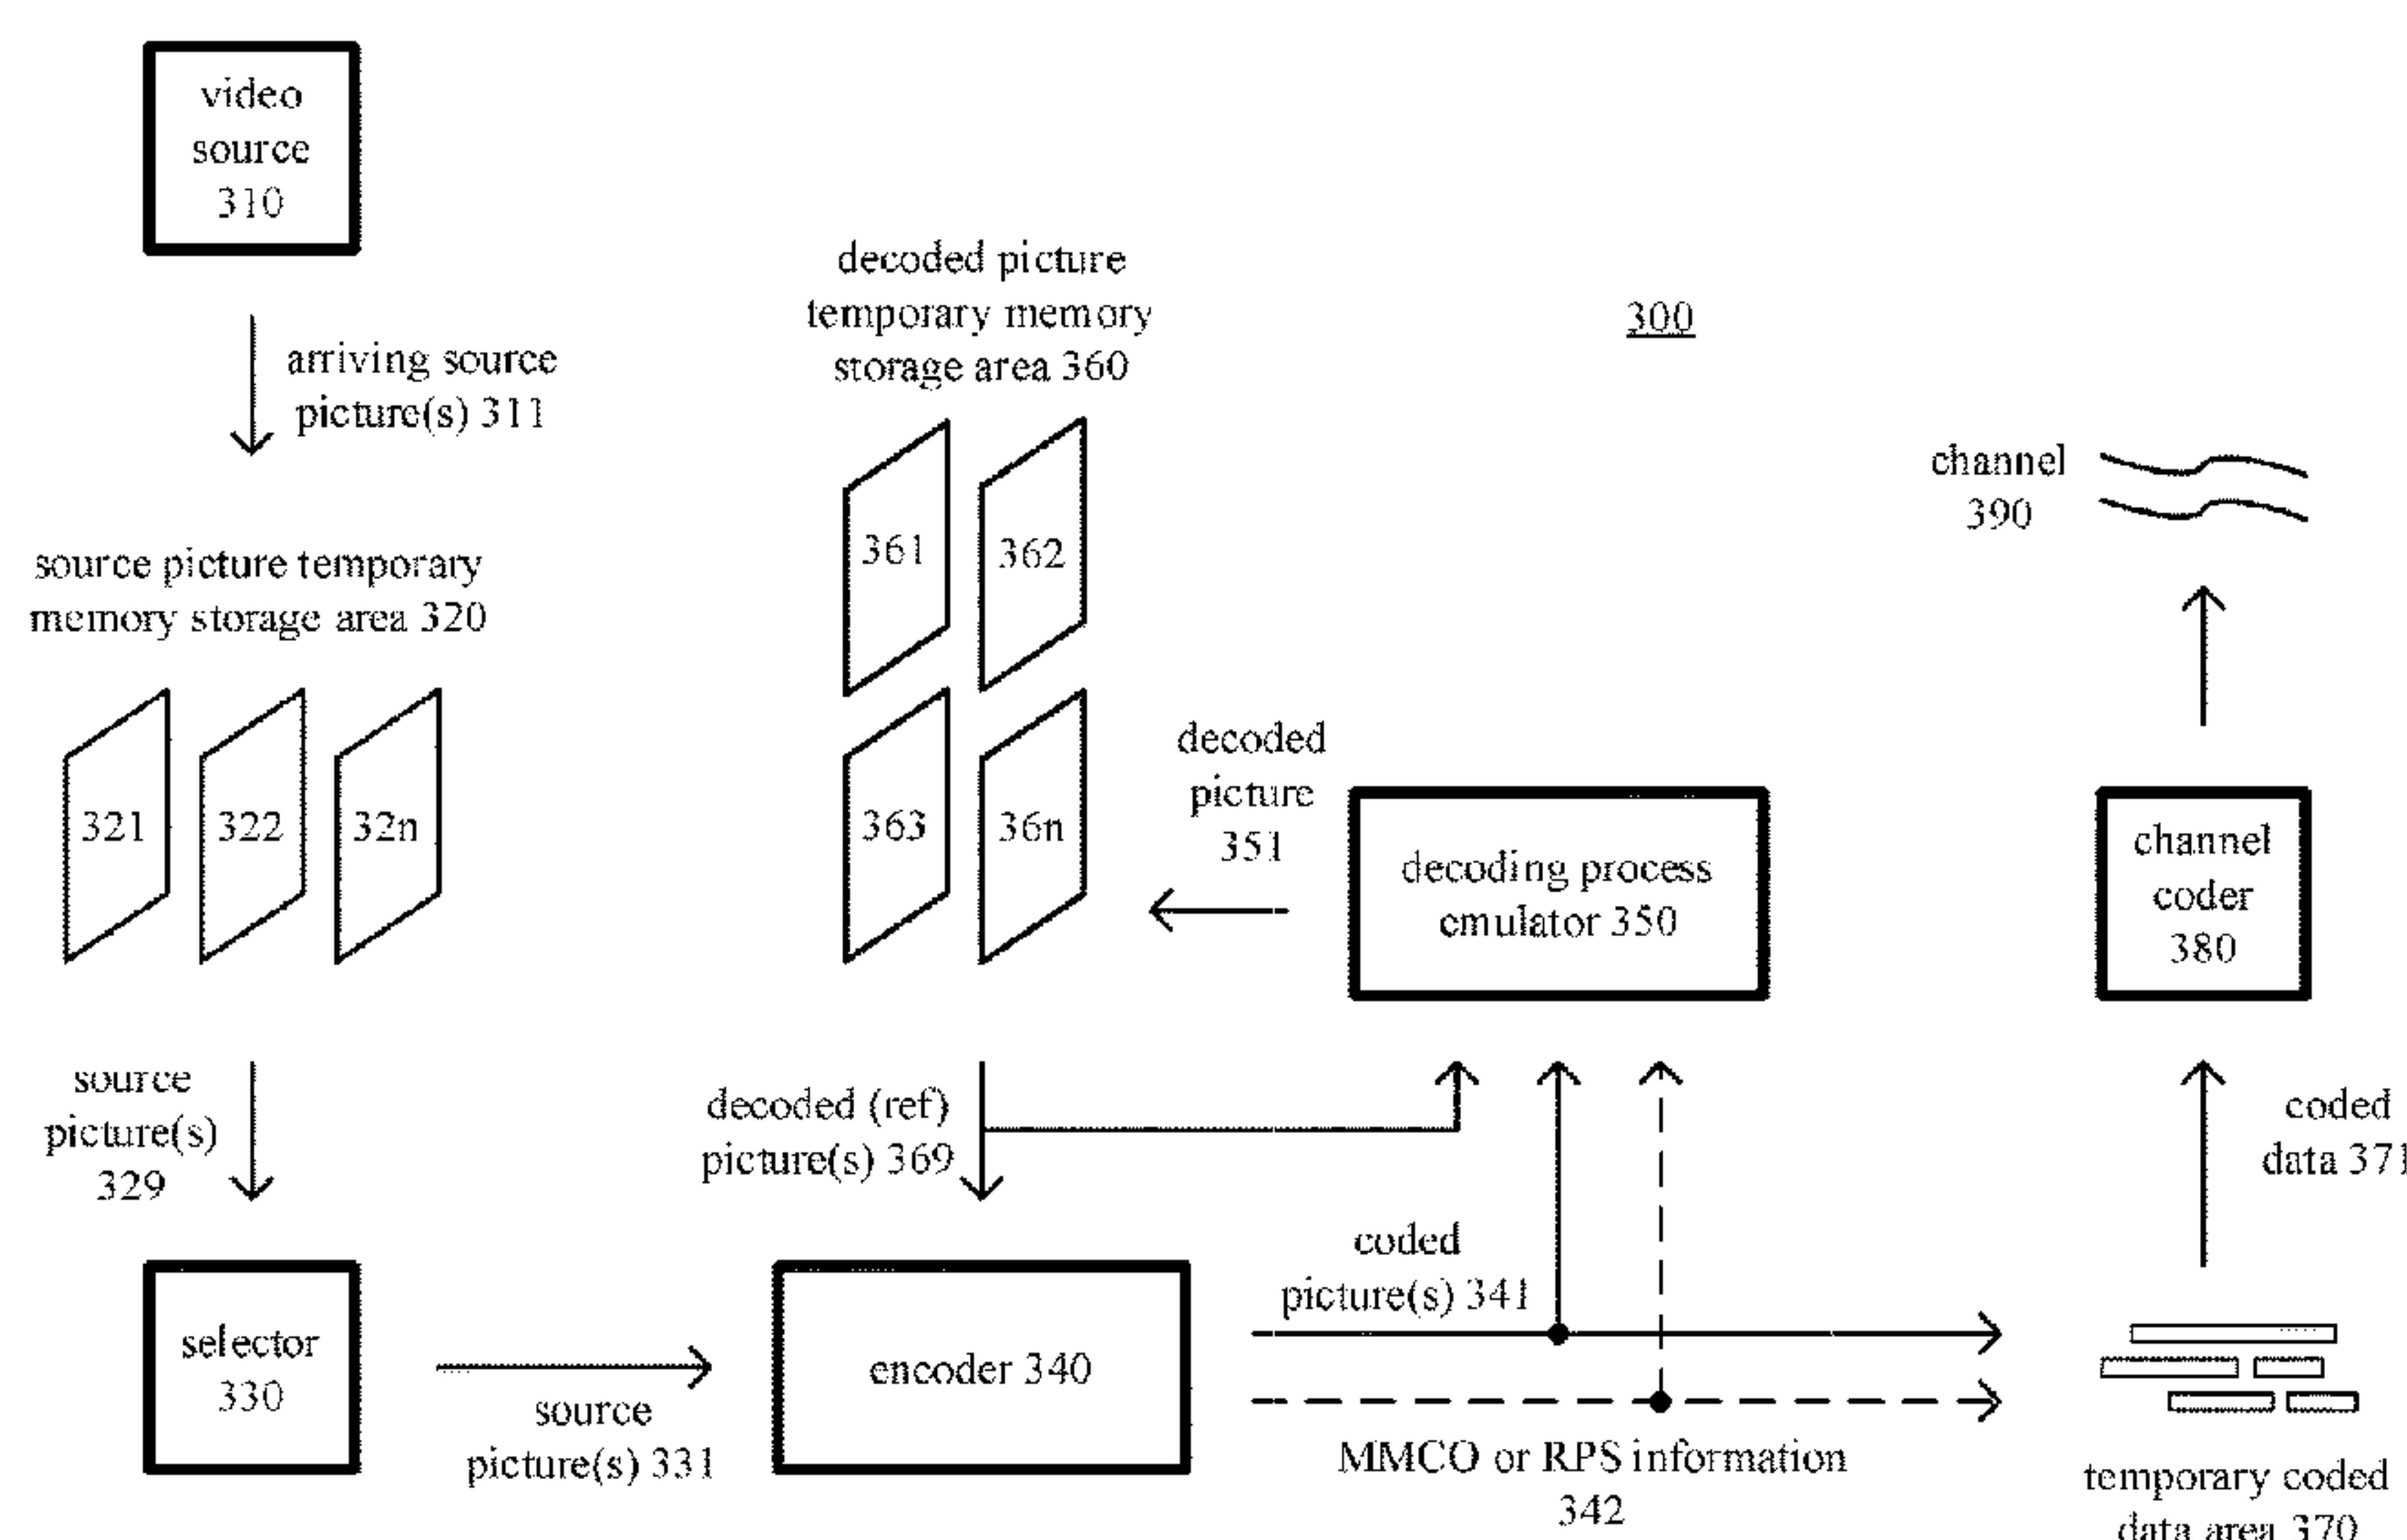 video
source
310
arriving source
picture(s) 311
source picture temporary
memory storage area 320
321
322
32n
source
picture(s)
329
selector
330
source
picture(s) 331
decoded picture
temporary memory
storage area 360
361
362
363
36n
decoded (ref)
picture(s) 369
encoder 340
decoded
picture
351
decoding process
emulator 350
coded
picture(s) 341
MMCO or RPS information
342
300
channel
390
channel
coder
380
coded
data 371
temporary coded
data area 370